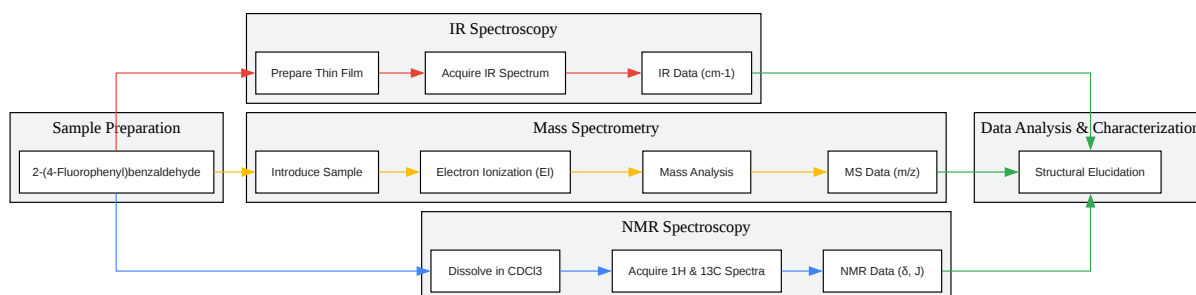 IR Spectroscopy
Prepare Thin Film
Acquire IR Spectrum
IR Data (cm-1)
Sample Preparation
2-(4-Fluorophenyl)benzaldehyde
Mass Spectrometry
Introduce Sample
Electron Ionization (EI)
Mass Analysis
MS Data (m/z)
Data Analysis & Characterization
Structural Elucidation
NMR Spectroscopy
Dissolve in CDCl3
Acquire 1H & 13C Spectra
NMR Data (δ, J)